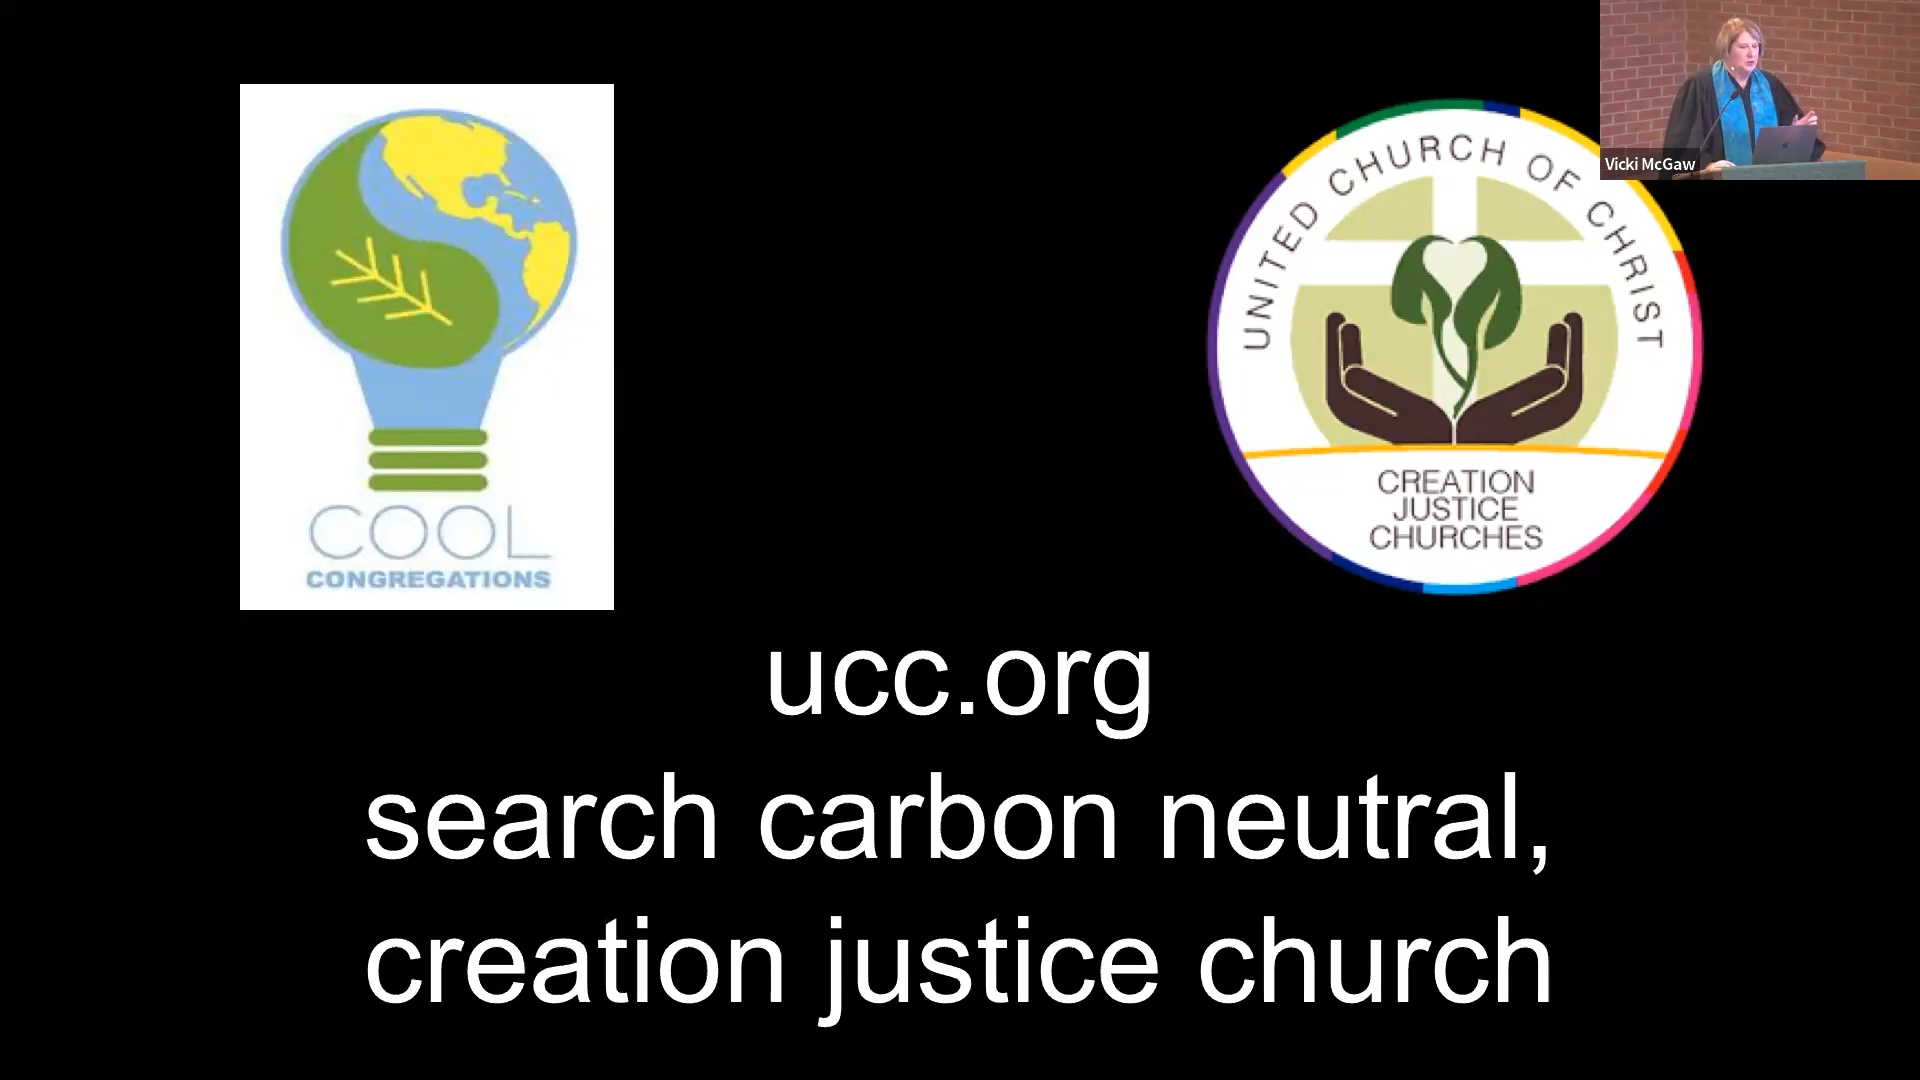 COOL
CONGREGATIONS
UNITED CHURCH OF CHRIST
CREATION
JUSTICE
CHURCHES
Vicki McGaw
ucc.org
search carbon neutral,
creation justice church